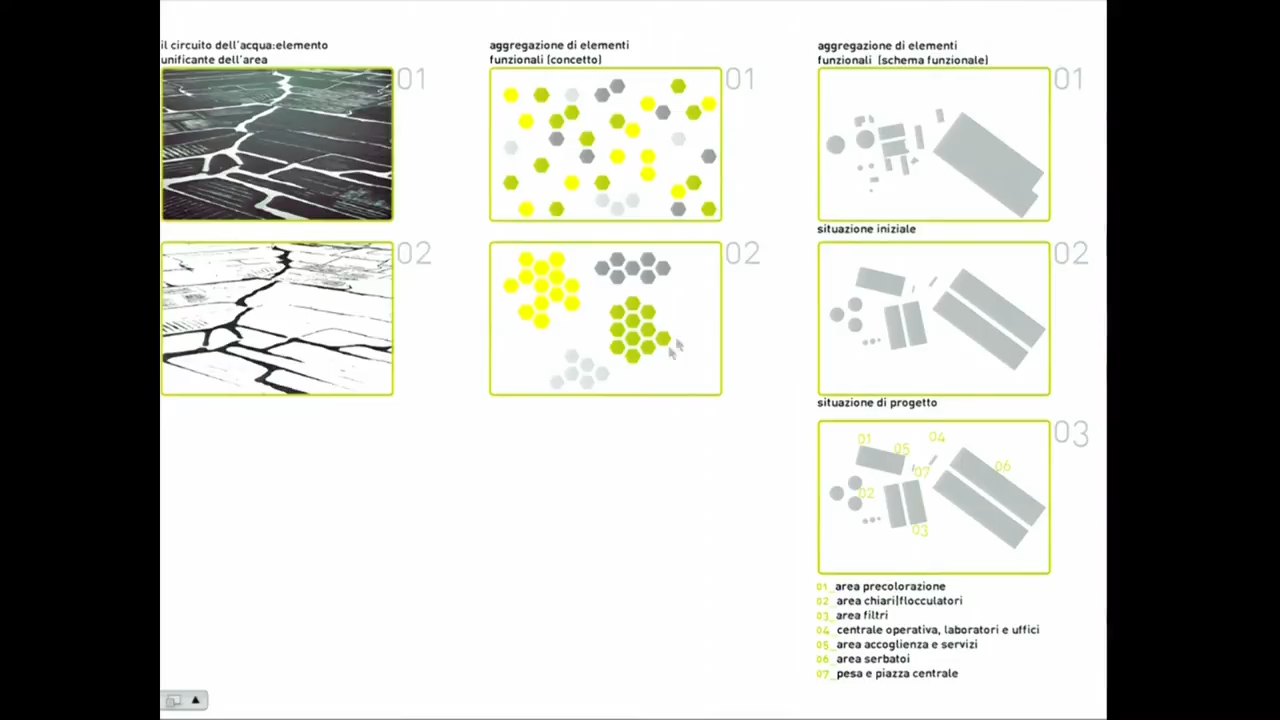 il circuito dell'acqua:elemento
unificante dell'area
01
02
aggregazione di elementi
funzionali (concetto)
01
02
aggregazione di elementi
funzionali (schema funzionale)
01
situazione iniziale
02
situazione di progetto
03
01
05
04
07
06
02
03
01_area precolorazione
02_area chiari|flocculatori
03_area filtri
04_centrale operativa, laboratori e uffici
05_area accoglienza e servizi
06_area serbatoi
07_pesa e piazza centrale